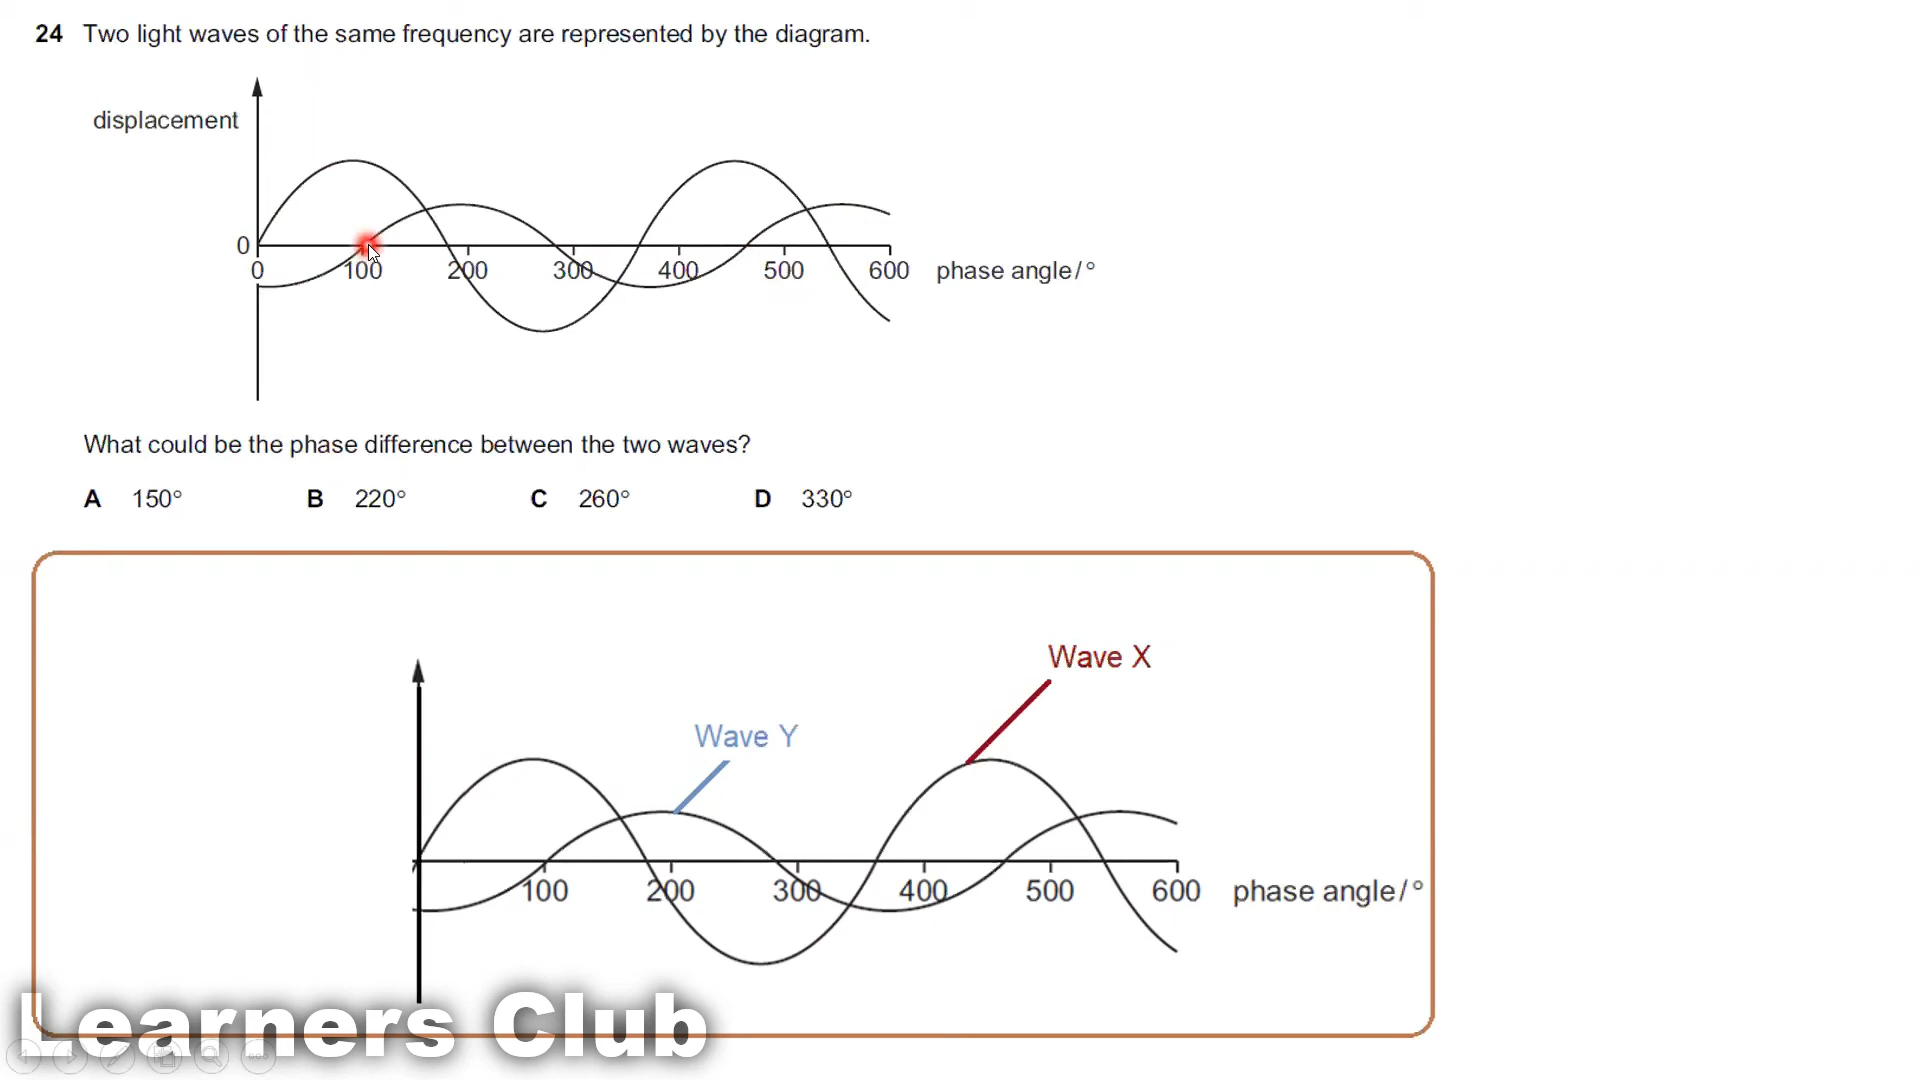 24 Two light waves of the same frequency are represented by the diagram.
displacement
0
0 100 200 300 400 500 600 phase angle/°
What could be the phase difference between the two waves?
A 150° B 220° C 260° D 330°
Wave X
Wave Y
100 200 300 400 500 600 phase angle/°
Learners Club